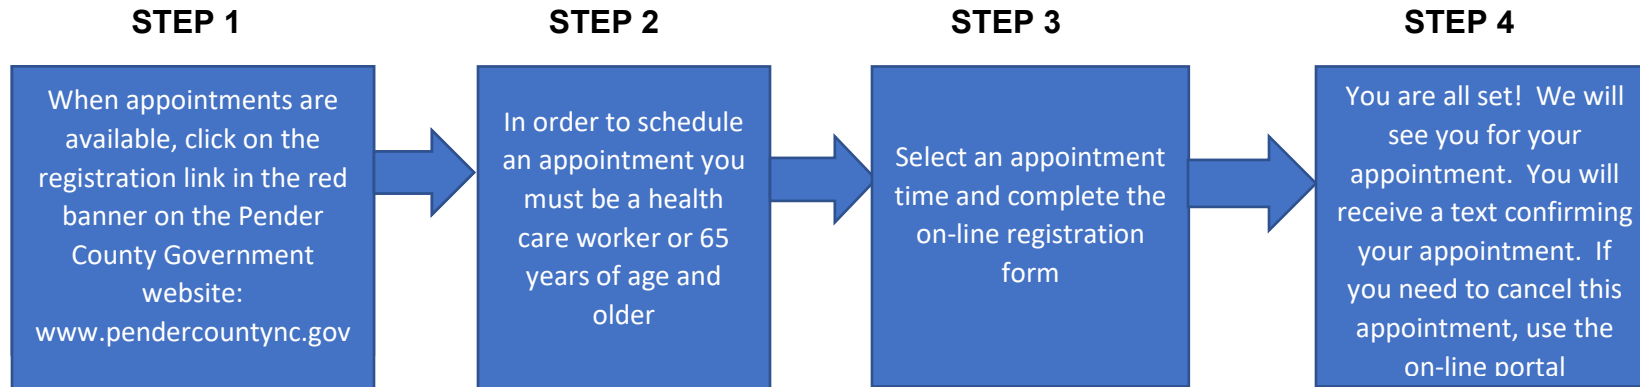 STEP 1
When appointments are
available, click on the
registration link in the red
banner on the Pender
County Government
website:
www.pendercountync.gov
STEP 2
In order to schedule
an appointment you
must be a health
care worker or 65
years of age and
older
STEP 3
Select an appointment
time and complete the
on-line registration
form
STEP 4
You are all set!  We will
see you for your
appointment.  You will
receive a text confirming
your appointment.  If
you need to cancel this
appointment, use the
on-line portal